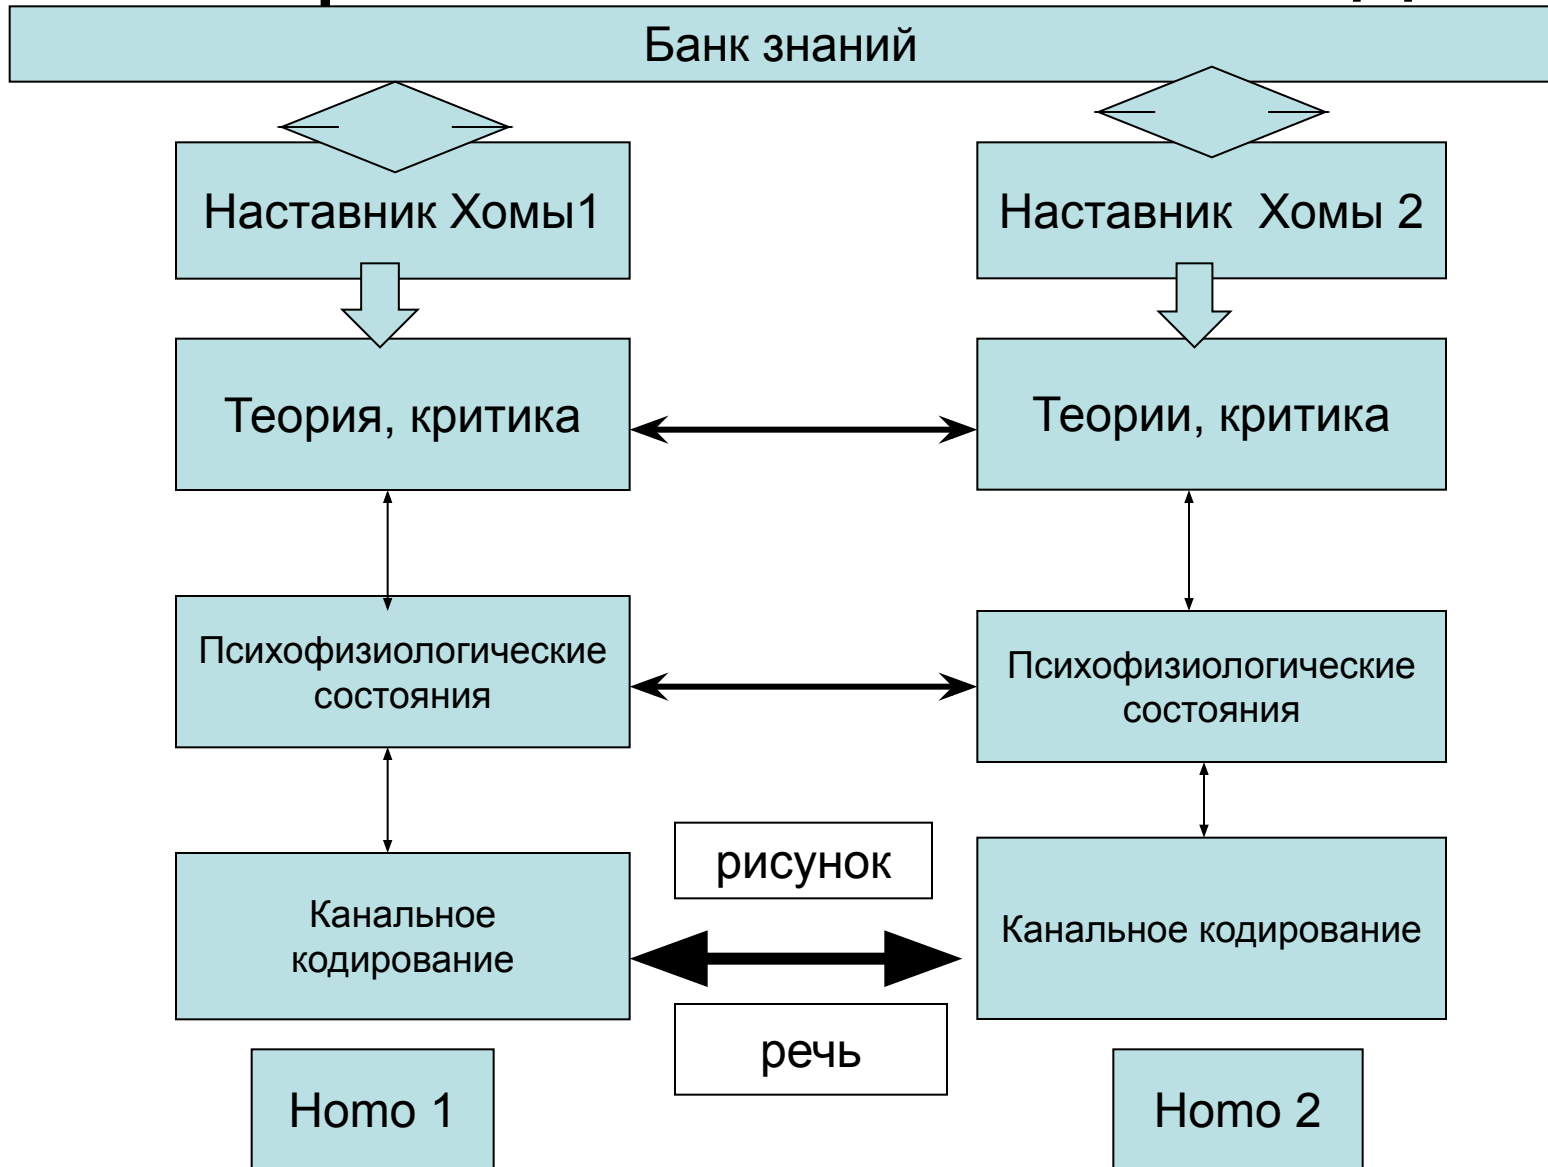 Банк знаний
Наставник Хомы1
Наставник Хомы 2
Теория, критика
Теории, критика
Психофизиологические
состояния
Психофизиологические
состояния
рисунок
Канальное
кодирование
Канальное кодирование
речь
Homo 1
Homo 2